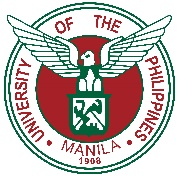 UNIVERSITY OF THE PHILIPPINES
MANILA
1908